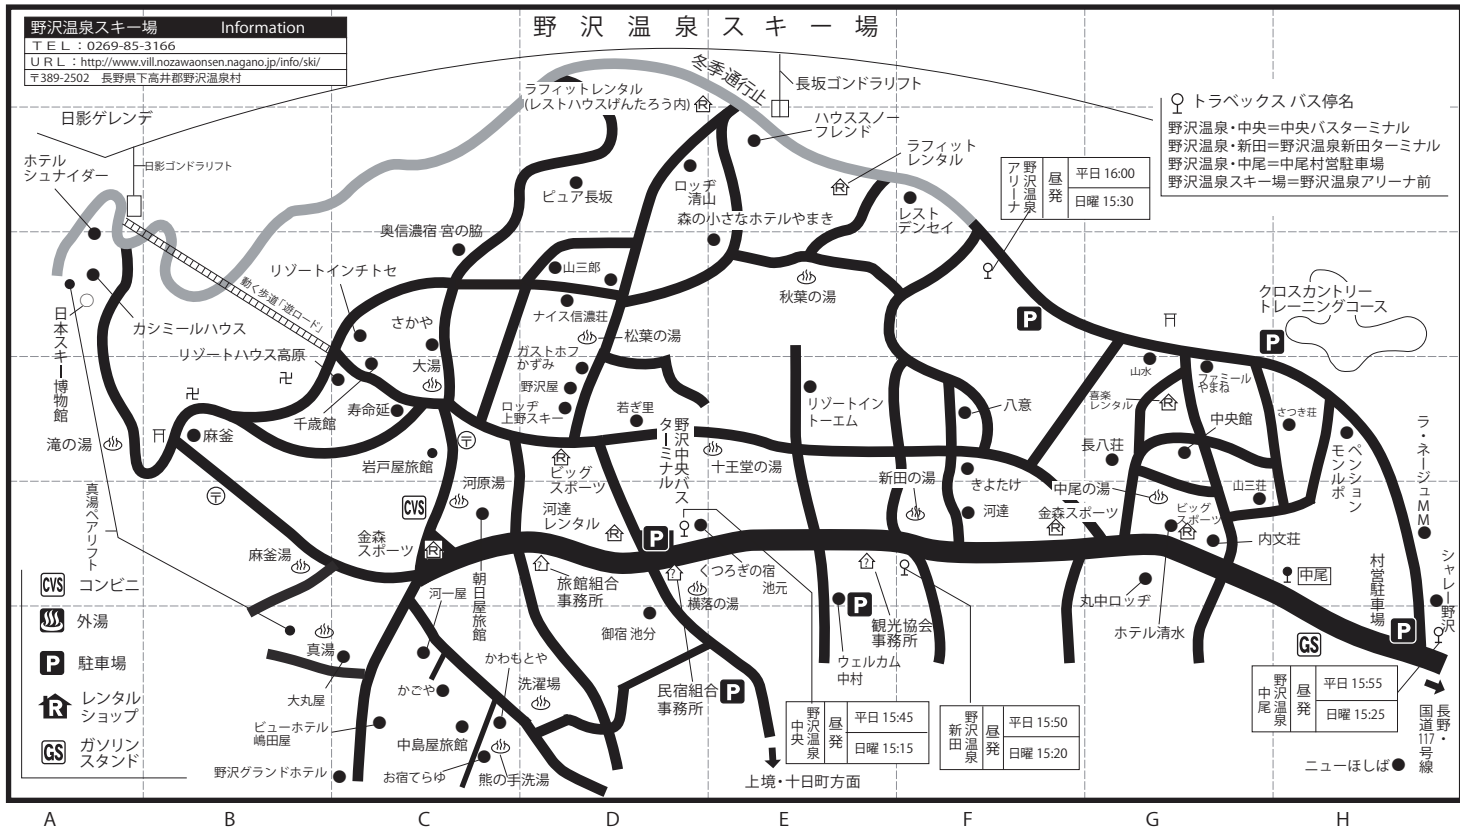 野沢温泉スキー場
野沢温泉スキー場 Information
TEL：0269-85-3166
URL：http://www.vill.nozawaonsen.nagano.jp/info/ski/
〒389-2502 長野県下高井郡野沢温泉村
冬季通行止
長坂ゴンドラリフト
ラフィットレンタル
(レストハウスげんたろう内)
ハウススノー
フレンド
ラフィット
レンタル
トラベックス バス停名
野沢温泉・中央＝中央バスターミナル
野沢温泉・新田＝野沢温泉新田ターミナル
野沢温泉・中尾＝中尾村営駐車場
野沢温泉スキー場＝野沢温泉アリーナ前
野沢温泉
アリーナ
昼発
平日 16:00
日曜 15:30
日影ゲレンデ
ホテル
シュナイダー
日影ゴンドラリフト
ピュア長坂
ロッヂ
清山
森の小さなホテルやまき
レスト
デンセイ
奥信濃宿 宮の脇
リゾートインチトセ
動く歩道「遊ロード」
山三郎
秋葉の湯
クロスカントリー
トレーニングコース
日本スキー博物館
カシミールハウス
さかや
ナイス信濃荘
松葉の湯
リゾートハウス高原
大湯
ガストホフ
かずみ
野沢屋
山水
ファミール
やまね
千歳館
寿命延
ロッヂ
上野スキー
若ぎ里
リゾートイン
トーエム
八意
喜楽
レンタル
中央館
さつき荘
滝の湯
麻釜
岩戸屋旅館
ビッグ
スポーツ
野沢中央バス
ターミナル
十王堂の湯
長八荘
ペンション
モンルポ
ラ・ネージュMM
真湯ペアリフト
河原湯
新田の湯
きよたけ
中尾の湯
山三荘
CVS
河達
レンタル
河達
金森スポーツ
ビッグ
スポーツ
内文荘
麻釜湯
金森
スポーツ
R
P
朝日屋旅館
旅館組合
事務所
くつろぎの宿
池元
横落の湯
中尾
村営駐車場
シャレー野沢
CVS コンビニ
外湯
P 駐車場
R レンタル
ショップ
GS ガソリン
スタンド
河一屋
御宿 池分
観光協会
事務所
丸中ロッヂ
ホテル清水
真湯
かわもとや
ウェルカム
中村
GS
大丸屋
かごや
洗濯場
民宿組合
事務所
ビューホテル
嶋田屋
中島屋旅館
野沢グランドホテル
お宿てらゆ
熊の手洗湯
上境・十日町方面
野沢温泉
中央
昼発
平日 15:45
日曜 15:15
野沢温泉
新田
昼発
平日 15:50
日曜 15:20
野沢温泉
中尾
昼発
平日 15:55
日曜 15:25
長野・
国道117号線
ニューほしば
A B C D E F G H